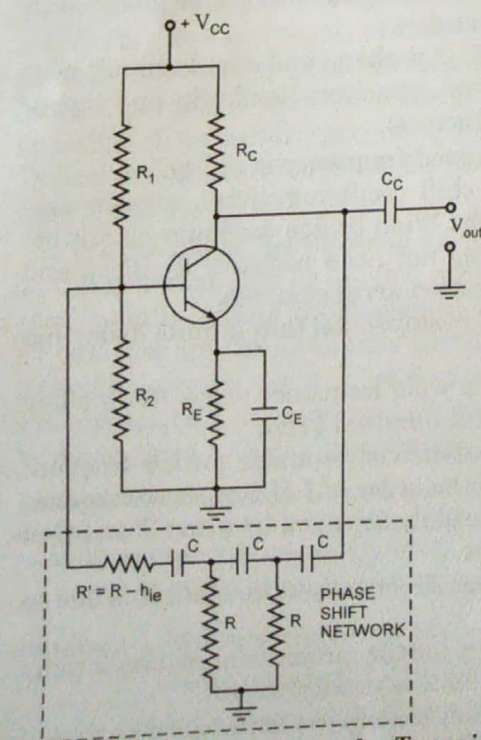 + V_CC
R_C
R_1
C_C
V_out
R_2
R_E
C_E
C C C
R' = R – h_ie
R R
PHASE
SHIFT
NETWORK